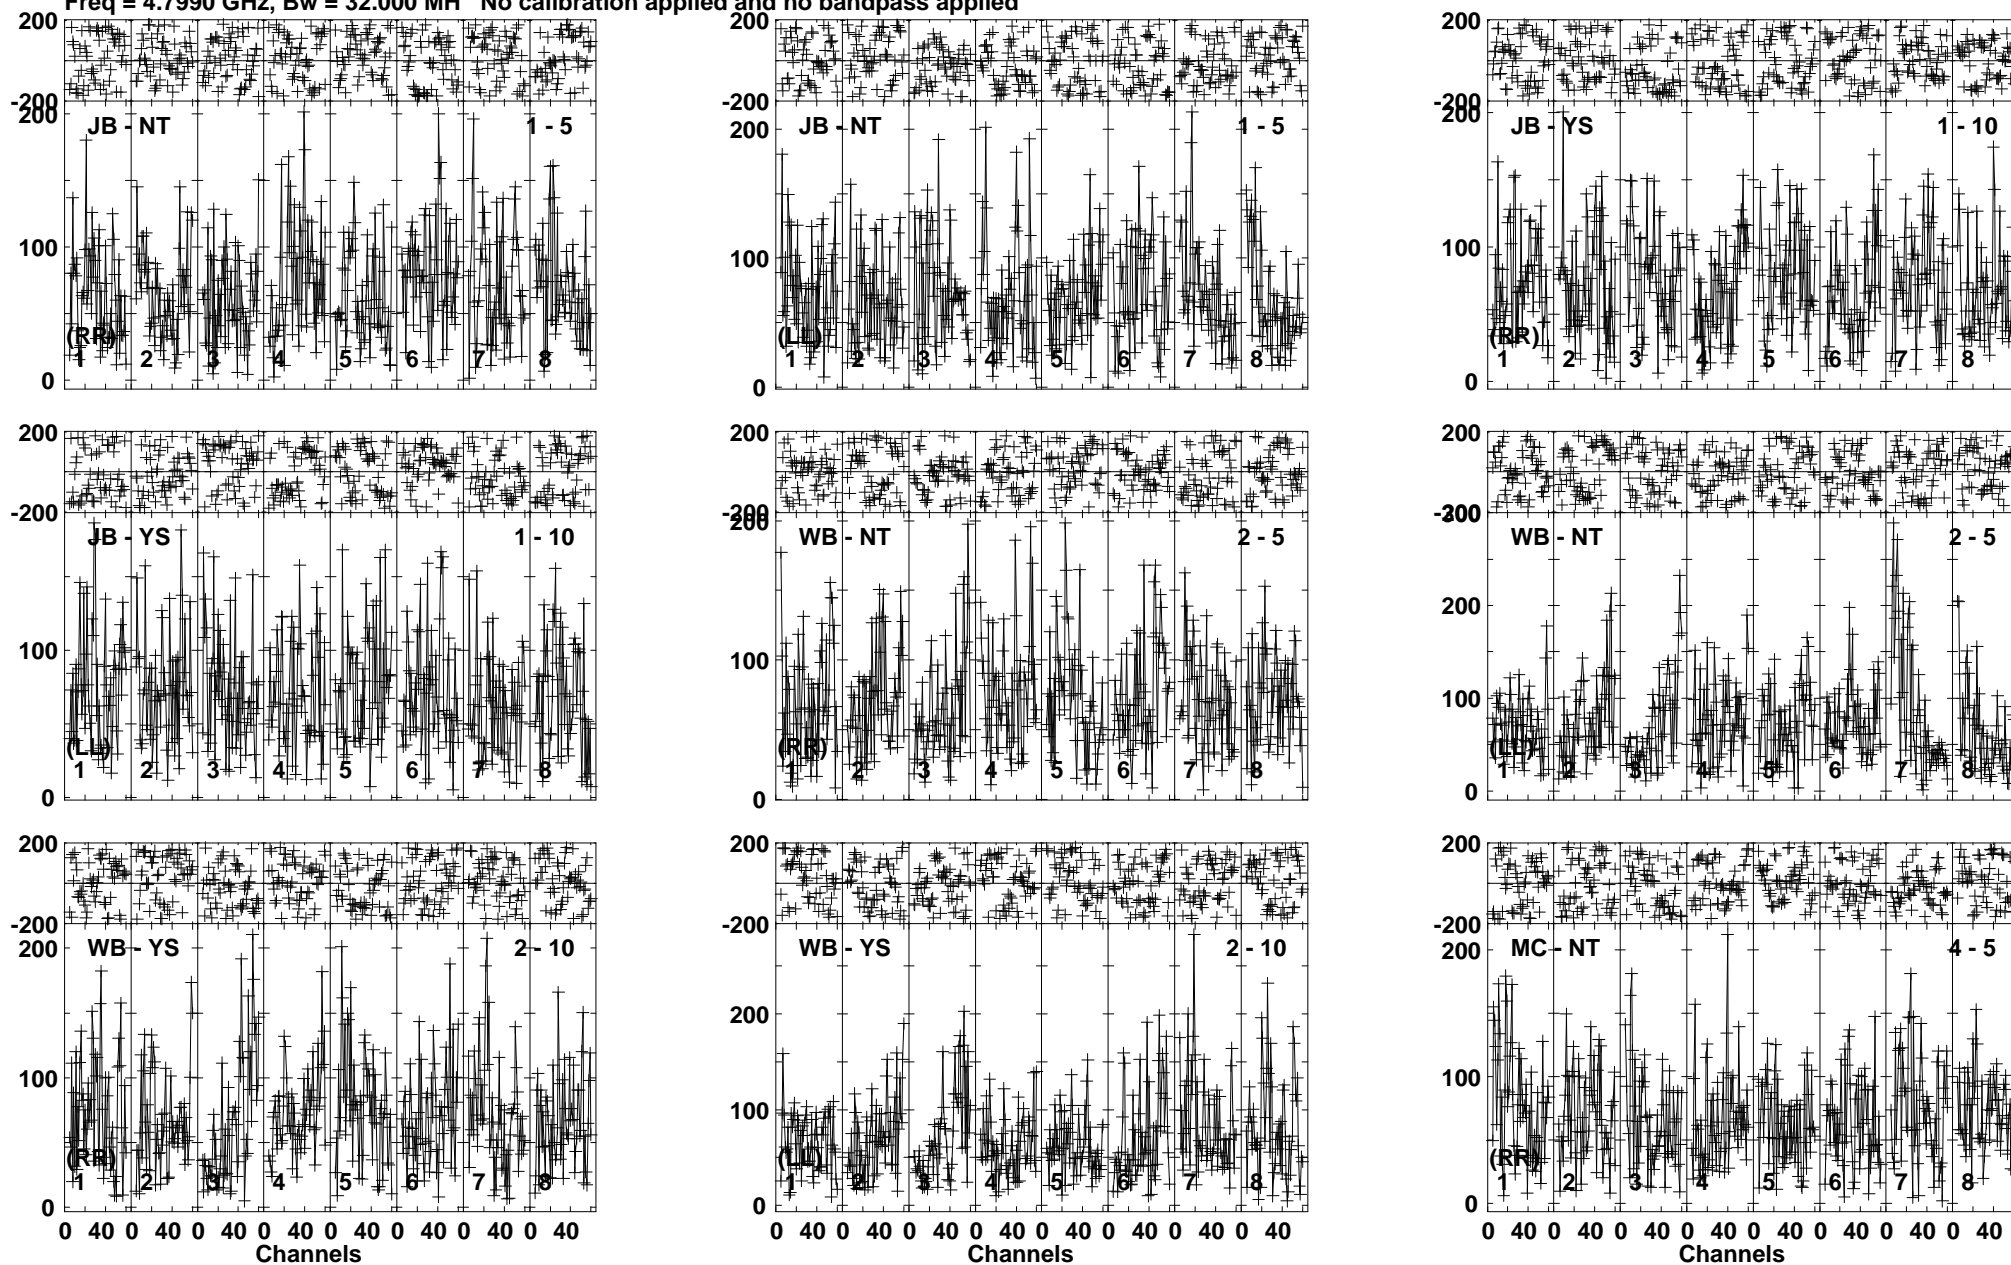 Freq = 4.7990 GHz, Bw = 32.000 MH No calibration applied and no bandpass applied
200 200 200
-200 -200 -200
200 200 200
JB - NT 1 - 5 JB - NT 1 - 5 JB - YS 1 - 10
100 100 100
(RR) (LL) (RR)
1 2 3 4 5 6 7 8 1 2 3 4 5 6 7 8 1 2 3 4 5 6 7 8
0 0 0
200 200 200
-200 -200 -200
200 300
JB - YS 1 - 10 WB - NT 2 - 5 WB - NT 2 - 5
200
100 100 100
(LL) (RR) (LL)
1 2 3 4 5 6 7 8 1 2 3 4 5 6 7 8 1 2 3 4 5 6 7 8
0 0 0
200 200 200
-200 -200 -200
WB - YS 2 - 10 WB - YS 2 - 10 MC - NT 4 - 5
200 200 200
100 100 100
(RR) (LL) (RR)
1 2 3 4 5 6 7 8 1 2 3 4 5 6 7 8 1 2 3 4 5 6 7 8
0 0 0
0 40 0 40 0 40 0 40 0 40 0 40 0 40 0 40 0 40 0 40 0 40 0 40 0 40 0 40 0 40 0 40 0 40 0 40 0 40 0 40 0 40 0 40 0 40 0 40
Channels Channels Channels